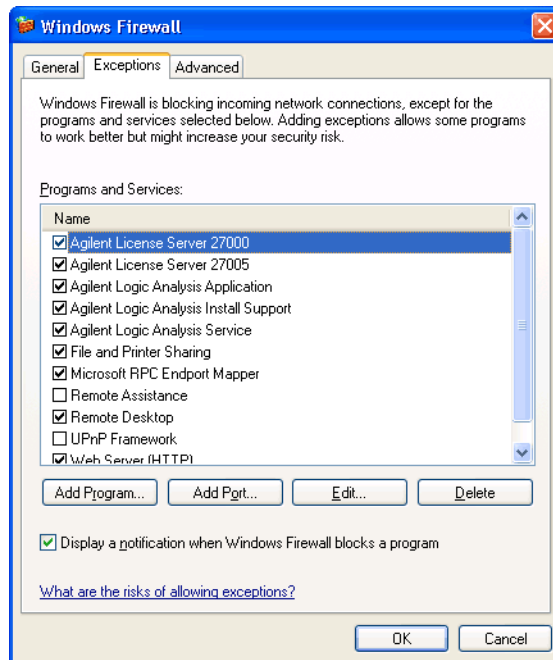 Windows Firewall
General Exceptions Advanced
Windows Firewall is blocking incoming network connections, except for the
programs and services selected below. Adding exceptions allows some programs
to work better but might increase your security risk.
Programs and Services:
Name
Agilent License Server 27000
Agilent License Server 27005
Agilent Logic Analysis Application
Agilent Logic Analysis Install Support
Agilent Logic Analysis Service
File and Printer Sharing
Microsoft RPC Endport Mapper
Remote Assistance
Remote Desktop
UPnP Framework
Web Server (HTTP)
Add Program... Add Port... Edit... Delete
Display a notification when Windows Firewall blocks a program
What are the risks of allowing exceptions?
OK Cancel